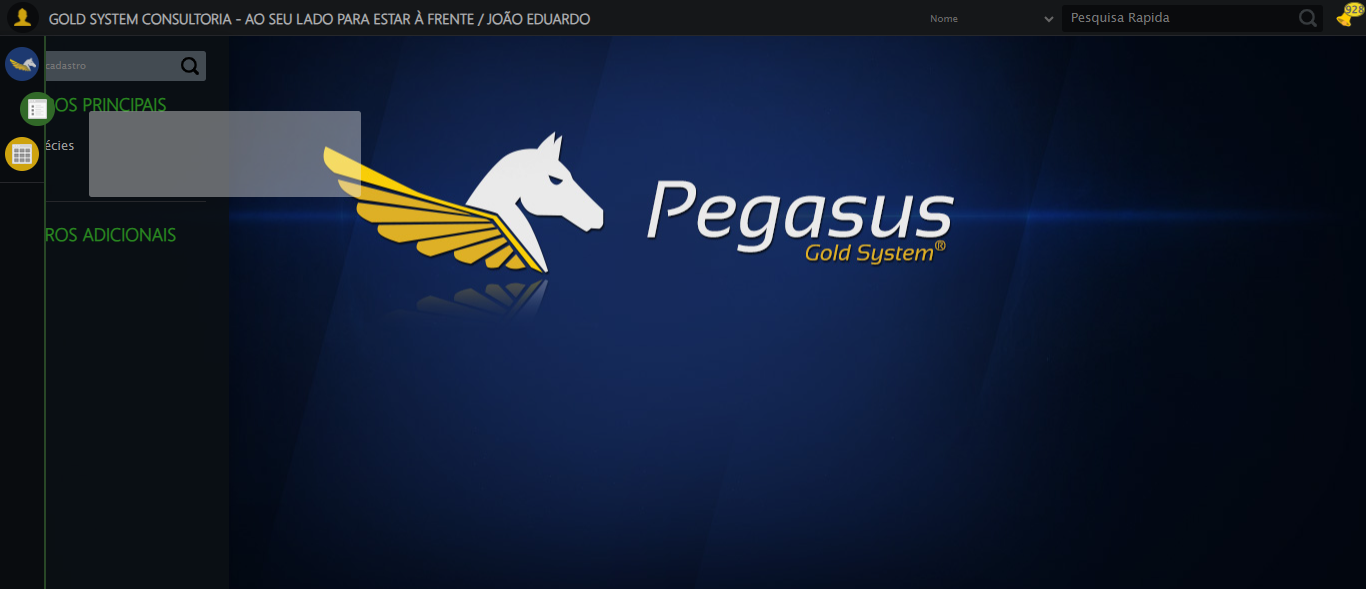 GOLD SYSTEM CONSULTORIA - AO SEU LADO PARA ESTAR À FRENTE / JOÃO EDUARDO
Nome
Pesquisa Rapida
928
cadastro
OS PRINCIPAIS
écies
ROS ADICIONAIS
Pegasus
Gold System®